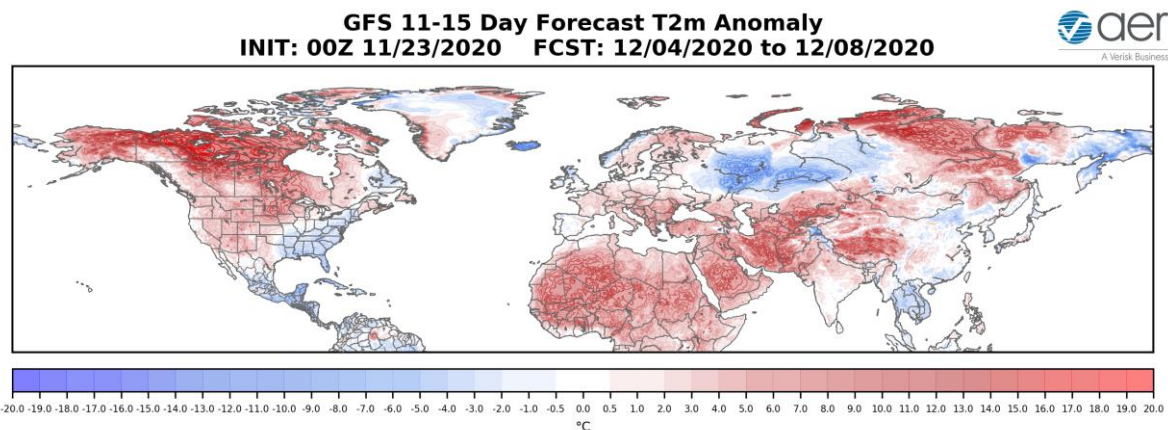 GFS 11-15 Day Forecast T2m Anomaly
INIT: 00Z 11/23/2020 FCST: 12/04/2020 to 12/08/2020
aer
A Verisk Business
-20.0 -19.0 -18.0 -17.0 -16.0 -15.0 -14.0 -13.0 -12.0 -11.0 -10.0 -9.0 -8.0 -7.0 -6.0 -5.0 -4.0 -3.0 -2.0 -1.0 -0.5 0.0 0.5 1.0 2.0 3.0 4.0 5.0 6.0 7.0 8.0 9.0 10.0 11.0 12.0 13.0 14.0 15.0 16.0 17.0 18.0 19.0 20.0
°C